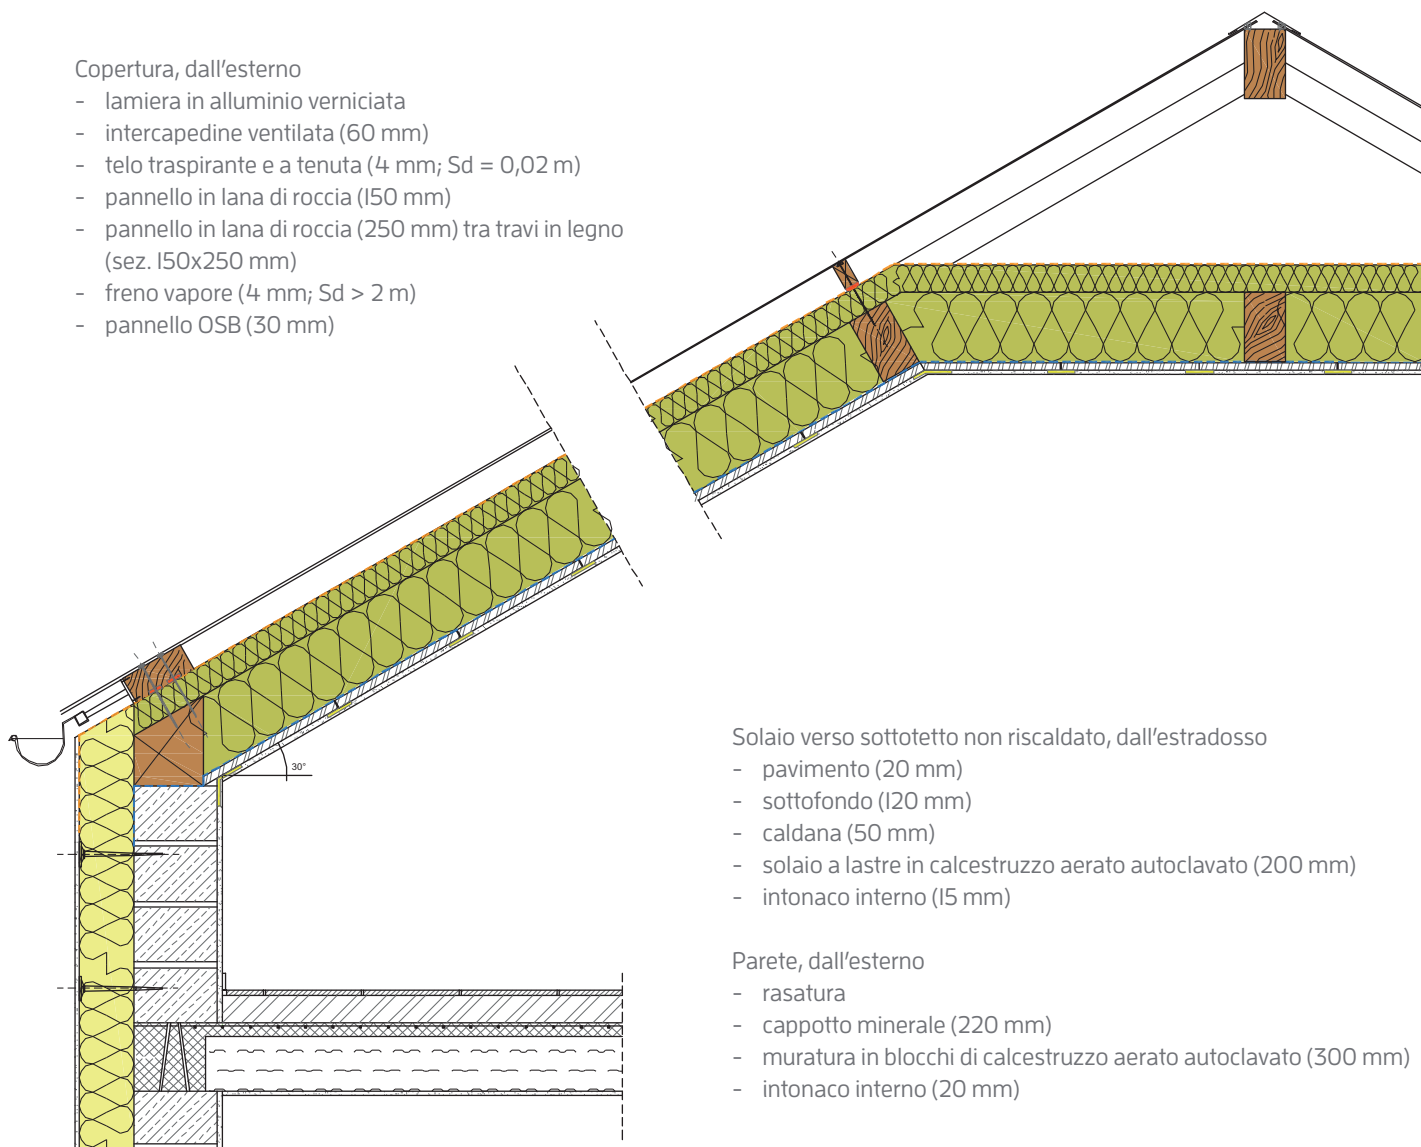 Copertura, dall'esterno
- lamiera in alluminio verniciata
- intercapedine ventilata (60 mm)
- telo traspirante e a tenuta (4 mm; Sd = 0,02 m)
- pannello in lana di roccia (150 mm)
- pannello in lana di roccia (250 mm) tra travi in legno
(sez. 150x250 mm)
- freno vapore (4 mm; Sd > 2 m)
- pannello OSB (30 mm)
30°
Solaio verso sottotetto non riscaldato, dall'estradosso
- pavimento (20 mm)
- sottofondo (120 mm)
- caldana (50 mm)
- solaio a lastre in calcestruzzo aerato autoclavato (200 mm)
- intonaco interno (15 mm)
Parete, dall'esterno
- rasatura
- cappotto minerale (220 mm)
- muratura in blocchi di calcestruzzo aerato autoclavato (300 mm)
- intonaco interno (20 mm)